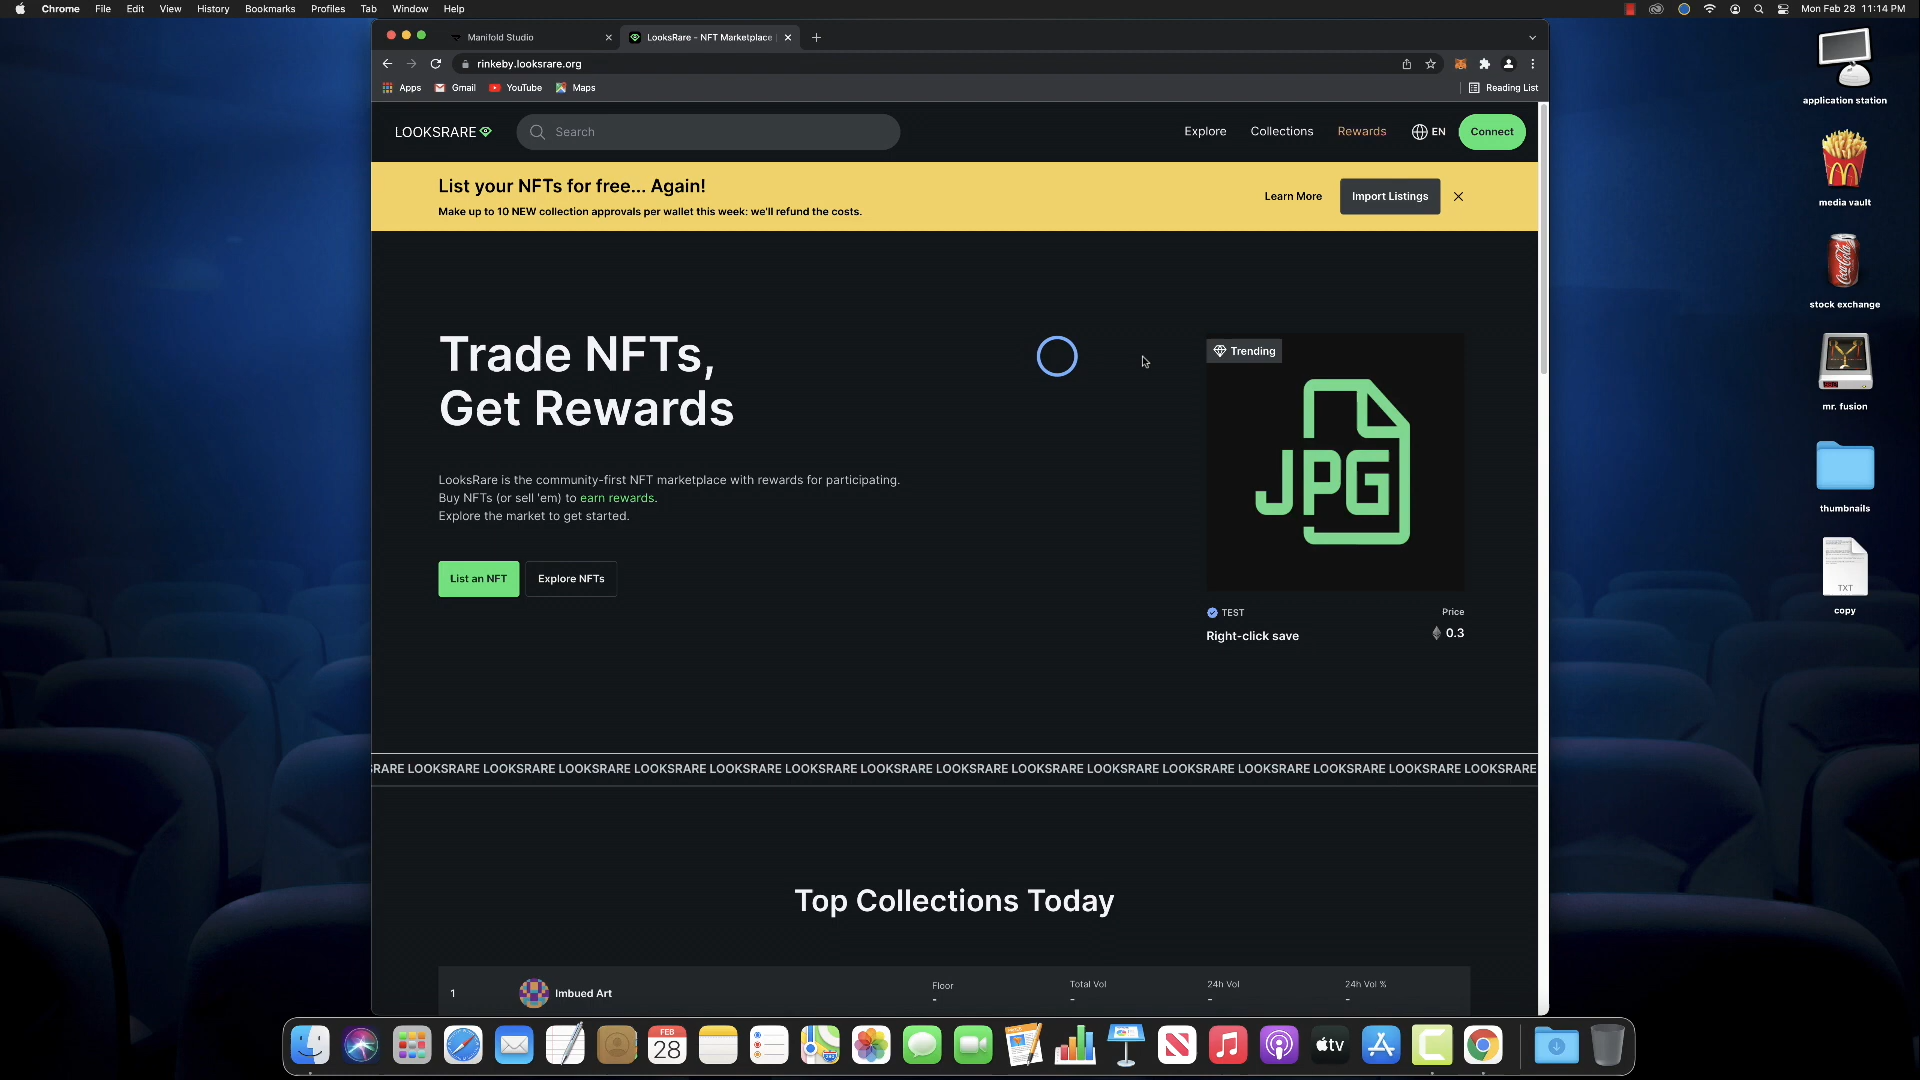 Chrome File Edit View History Bookmarks Profiles Tab Window Help
Mon Feb 28 11:14 PM
Manifold Studio
LooksRare - NFT Marketplace
rinkeby.looksrare.org
Apps Gmail YouTube Maps
Reading List
LOOKSRARE
Search
Explore Collections Rewards EN Connect
List your NFTs for free... Again!
Make up to 10 NEW collection approvals per wallet this week: we'll refund the costs.
Learn More Import Listings
Trade NFTs,
Get Rewards
LooksRare is the community-first NFT marketplace with rewards for participating.
Buy NFTs (or sell 'em) to earn rewards.
Explore the market to get started.
List an NFT Explore NFTs
Trending
JPG
TEST Price
Right-click save 0.3
SRARE LOOKSRARE LOOKSRARE LOOKSRARE LOOKSRARE LOOKSRARE LOOKSRARE LOOKSRARE LOOKSRARE LOOKSRARE LOOKSRARE LOOKSRARE LOOKSRARE LOOKSRARE LOOKSRARE LOOKSRARE
Top Collections Today
1 Imbued Art
Floor Total Vol 24h Vol 24h Vol %
- - - -
application station
media vault
Coca-Cola
stock exchange
mr. fusion
thumbnails
TXT
copy
FEB
28
tv